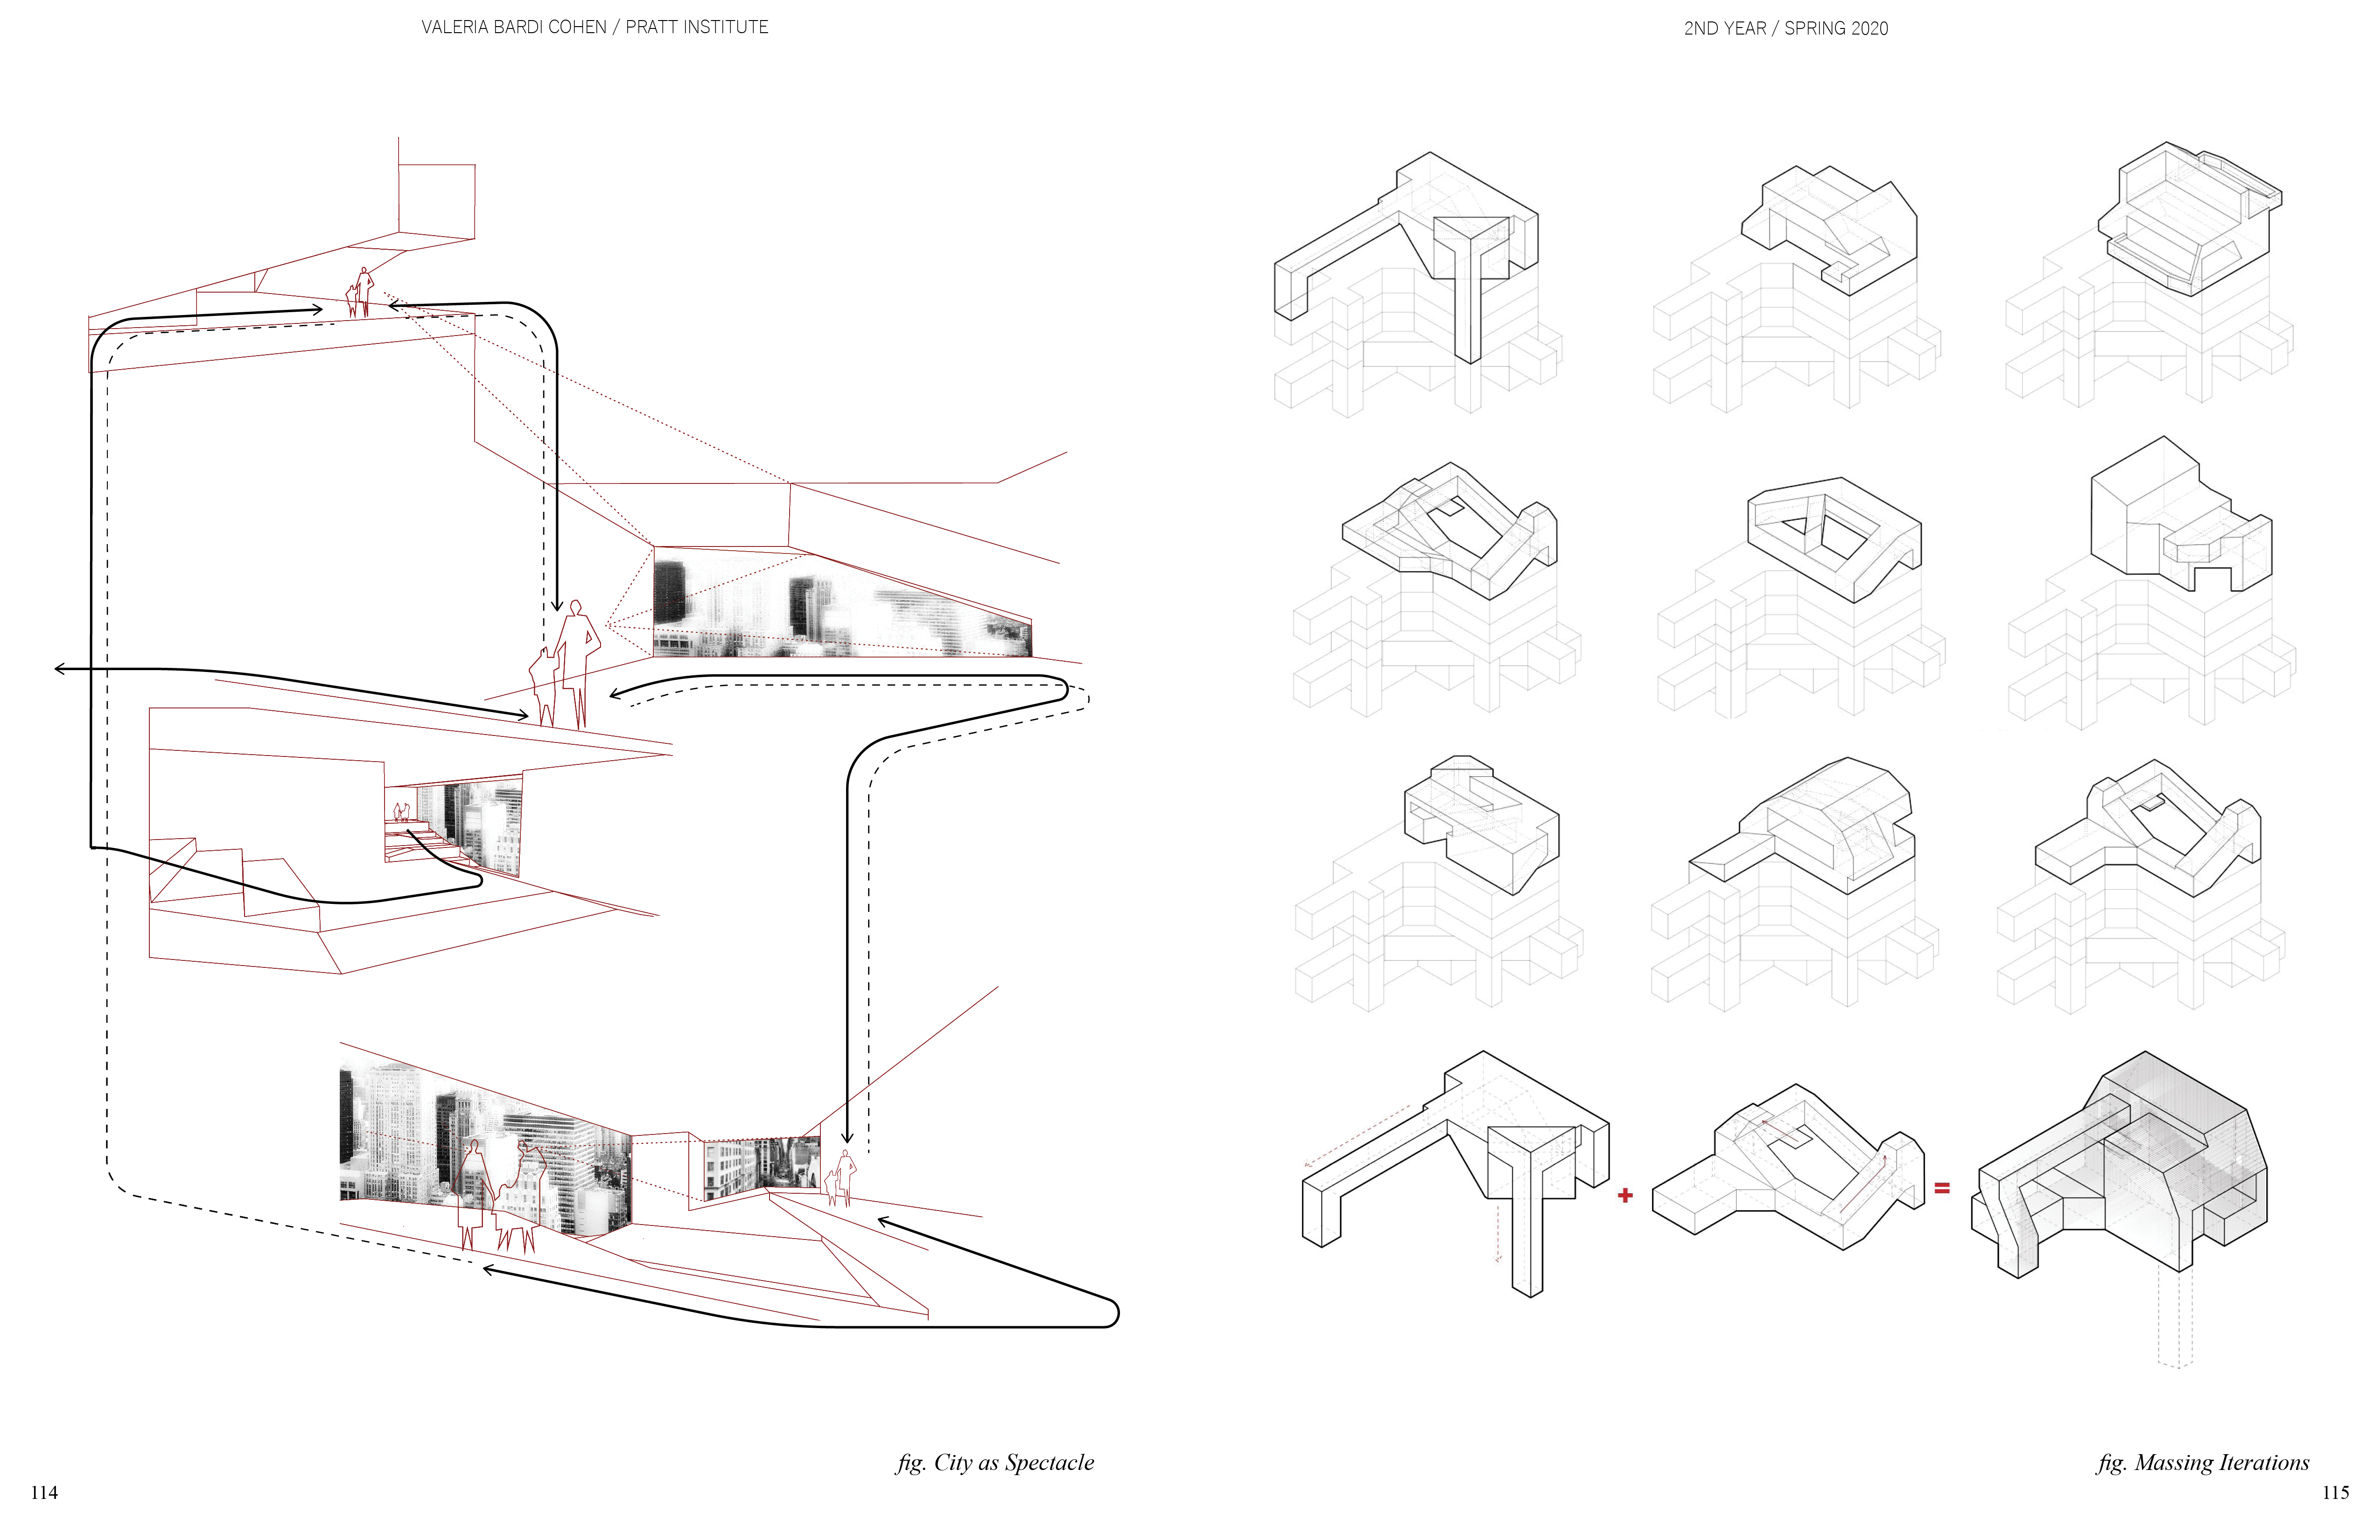 VALERIA BARDI COHEN / PRATT INSTITUTE
2ND YEAR / SPRING 2020
+
=
fig. City as Spectacle
fig. Massing Iterations
114
115